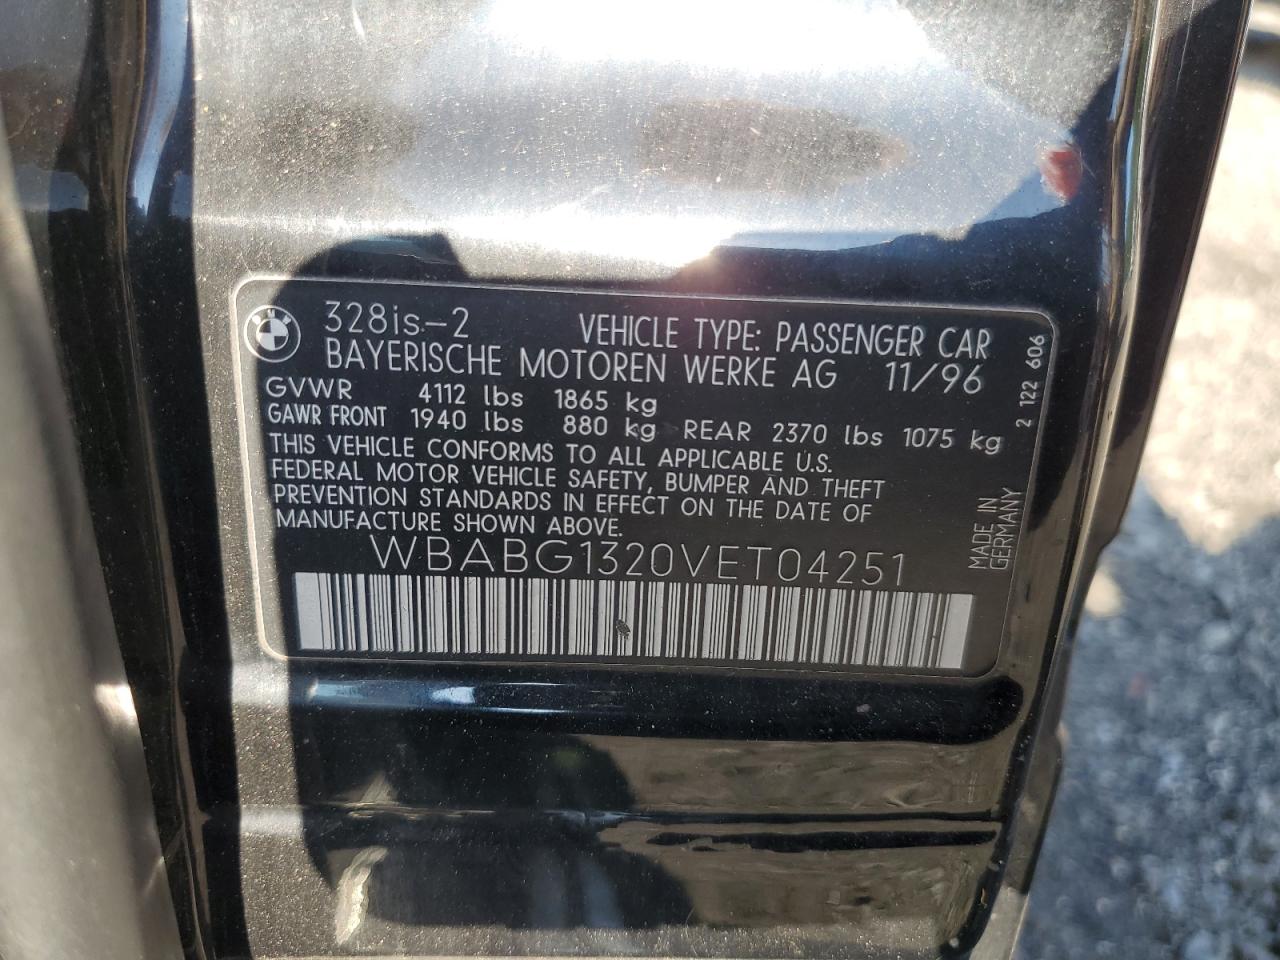 328is-2 VEHICLE TYPE: PASSENGER CAR
BAYERISCHE MOTOREN WERKE AG 11/96
GVWR 4112 lbs 1865 kg
GAWR FRONT 1940 lbs 880 kg REAR 2370 lbs 1075 kg
THIS VEHICLE CONFORMS TO ALL APPLICABLE U.S.
FEDERAL MOTOR VEHICLE SAFETY, BUMPER AND THEFT
PREVENTION STANDARDS IN EFFECT ON THE DATE OF
MANUFACTURE SHOWN ABOVE.
WBABG1320VET04251
2 122 606
MADE IN
GERMANY
BMW